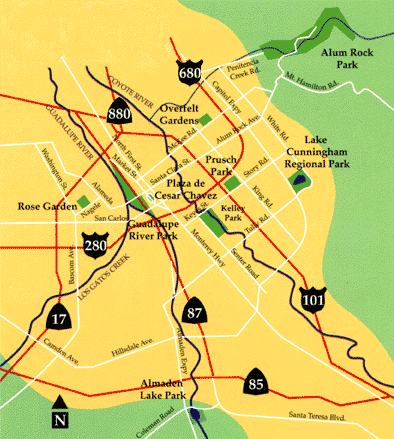 Alum Rock
Park
Penitencia
Creek Rd.
Mt. Hamilton Rd.
680
COYOTE RIVER
Capitol Expy
Overfelt
Gardens
880
GUADALUPE RIVER
McKee Rd.
Alum Rock Ave.
White Rd.
North First St.
Market St.
Lake
Cunningham
Regional Park
Washington St.
Santa Clara St.
Prusch
Park
Story Rd.
Alameda
Plaza de
Cesar Chavez
King Rd.
Rose Garden
Nagele
San Carlos
Keyes St.
Kelley
Park
Tully Rd.
Guadalupe
River Park
280
Monterey Hwy
Senter Road
Bascom Ave.
LOS GATOS CREEK
101
17
87
Camden Ave.
Hillsdale Ave.
Almaden Expy
Almaden
Lake Park
85
N
Coleman Road
Santa Teresa Blvd.